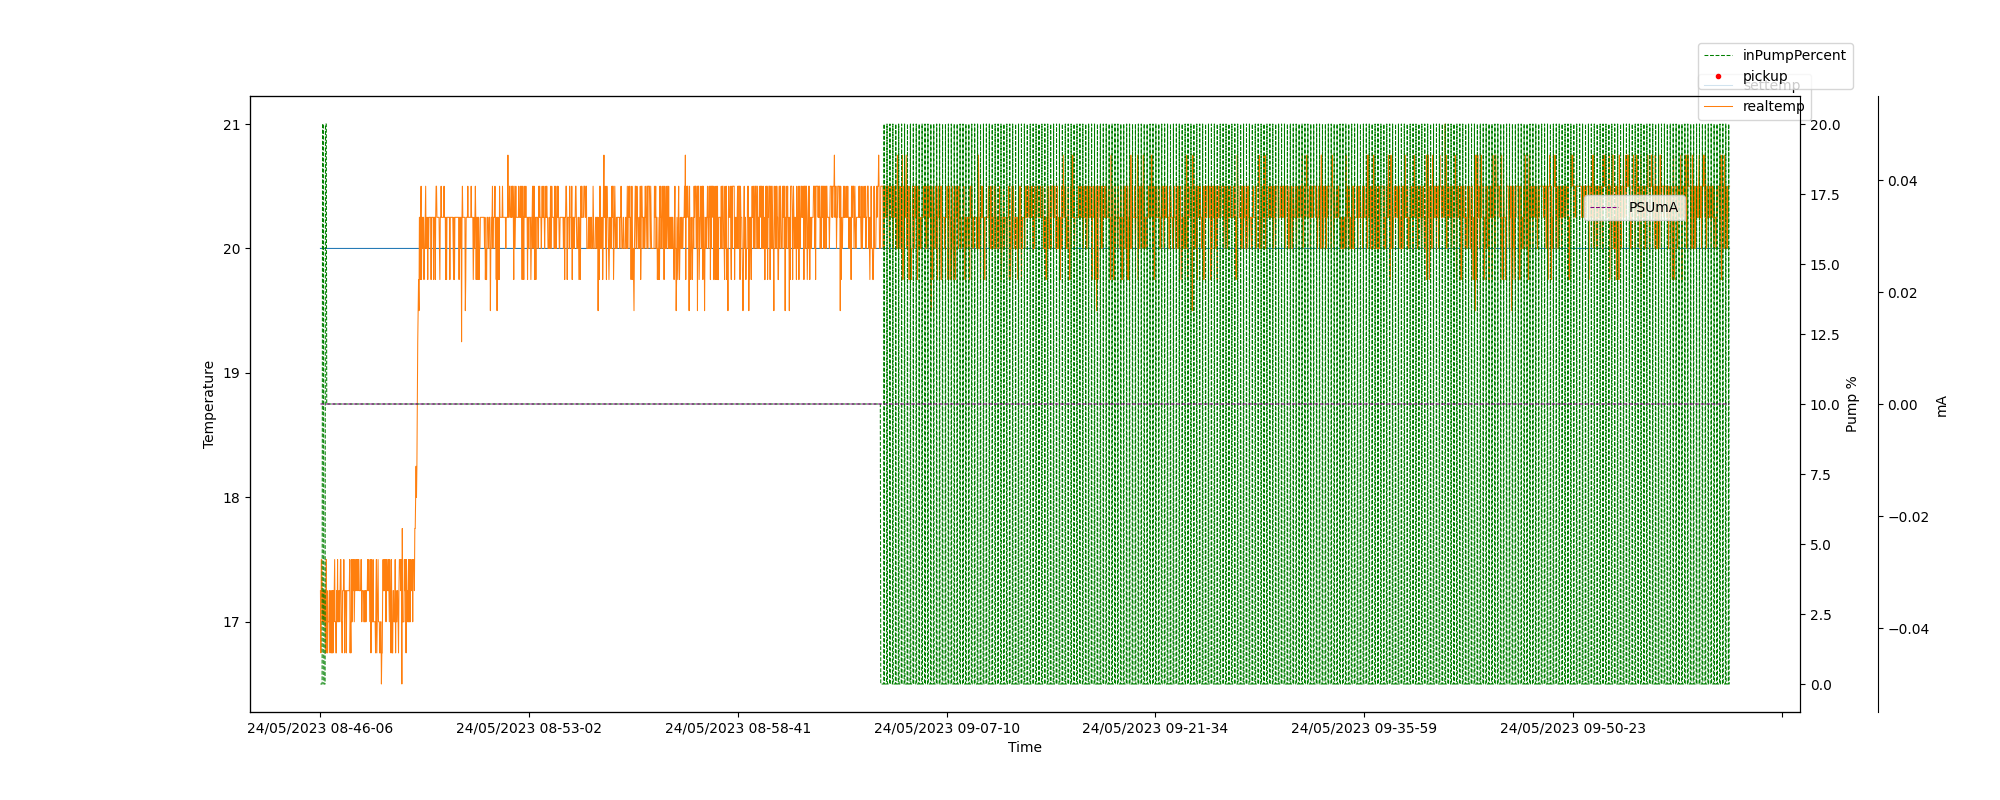 inPumpPercent
pickup
settemp
realtemp
PSUmA
21
20
19
18
17
Temperature
20.0
17.5
15.0
12.5
10.0
7.5
5.0
2.5
0.0
Pump %
0.04
0.02
0.00
−0.02
−0.04
mA
24/05/2023 08-46-06
24/05/2023 08-53-02
24/05/2023 08-58-41
24/05/2023 09-07-10
24/05/2023 09-21-34
24/05/2023 09-35-59
24/05/2023 09-50-23
Time